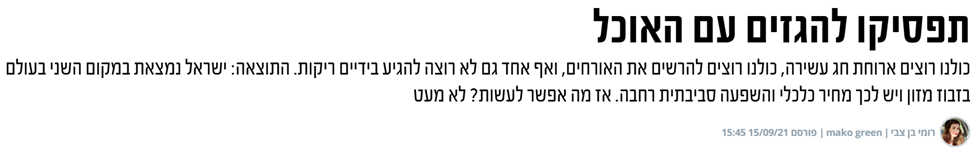 תפסיקו להגזים עם האוכל
כולנו רוצים ארוחת חג עשירה, כולנו רוצים להרשים את האורחים, ואף אחד גם לא רוצה להגיע בידיים ריקות. התוצאה: ישראל נמצאת במקום השני בעולם
בזבוז מזון ויש לכך מחיר כלכלי והשפעה סביבתית רחבה. אז מה אפשר לעשות? לא מעט
רומי בן צבי | mako green | פורסם 15/09/21 15:45